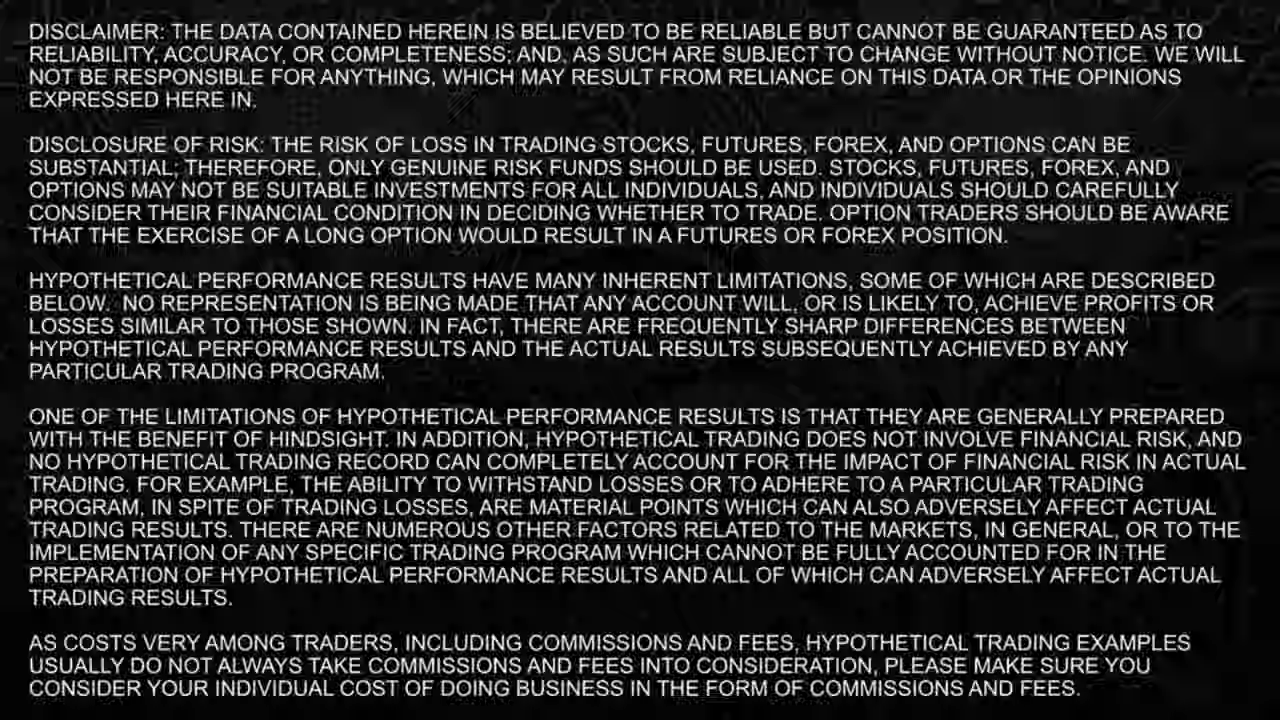 DISCLAIMER: THE DATA CONTAINED HEREIN IS BELIEVED TO BE RELIABLE BUT CANNOT BE GUARANTEED AS TO
RELIABILITY, ACCURACY, OR COMPLETENESS; AND, AS SUCH ARE SUBJECT TO CHANGE WITHOUT NOTICE. WE WILL
NOT BE RESPONSIBLE FOR ANYTHING, WHICH MAY RESULT FROM RELIANCE ON THIS DATA OR THE OPINIONS
EXPRESSED HERE IN.
DISCLOSURE OF RISK: THE RISK OF LOSS IN TRADING STOCKS, FUTURES, FOREX, AND OPTIONS CAN BE
SUBSTANTIAL; THEREFORE, ONLY GENUINE RISK FUNDS SHOULD BE USED. STOCKS, FUTURES, FOREX, AND
OPTIONS MAY NOT BE SUITABLE INVESTMENTS FOR ALL INDIVIDUALS, AND INDIVIDUALS SHOULD CAREFULLY
CONSIDER THEIR FINANCIAL CONDITION IN DECIDING WHETHER TO TRADE. OPTION TRADERS SHOULD BE AWARE
THAT THE EXERCISE OF A LONG OPTION WOULD RESULT IN A FUTURES OR FOREX POSITION.
HYPOTHETICAL PERFORMANCE RESULTS HAVE MANY INHERENT LIMITATIONS, SOME OF WHICH ARE DESCRIBED
BELOW. NO REPRESENTATION IS BEING MADE THAT ANY ACCOUNT WILL, OR IS LIKELY TO, ACHIEVE PROFITS OR
LOSSES SIMILAR TO THOSE SHOWN. IN FACT, THERE ARE FREQUENTLY SHARP DIFFERENCES BETWEEN
HYPOTHETICAL PERFORMANCE RESULTS AND THE ACTUAL RESULTS SUBSEQUENTLY ACHIEVED BY ANY
PARTICULAR TRADING PROGRAM.
ONE OF THE LIMITATIONS OF HYPOTHETICAL PERFORMANCE RESULTS IS THAT THEY ARE GENERALLY PREPARED
WITH THE BENEFIT OF HINDSIGHT. IN ADDITION, HYPOTHETICAL TRADING DOES NOT INVOLVE FINANCIAL RISK, AND
NO HYPOTHETICAL TRADING RECORD CAN COMPLETELY ACCOUNT FOR THE IMPACT OF FINANCIAL RISK IN ACTUAL
TRADING. FOR EXAMPLE, THE ABILITY TO WITHSTAND LOSSES OR TO ADHERE TO A PARTICULAR TRADING
PROGRAM, IN SPITE OF TRADING LOSSES, ARE MATERIAL POINTS WHICH CAN ALSO ADVERSELY AFFECT ACTUAL
TRADING RESULTS. THERE ARE NUMEROUS OTHER FACTORS RELATED TO THE MARKETS, IN GENERAL, OR TO THE
IMPLEMENTATION OF ANY SPECIFIC TRADING PROGRAM WHICH CANNOT BE FULLY ACCOUNTED FOR IN THE
PREPARATION OF HYPOTHETICAL PERFORMANCE RESULTS AND ALL OF WHICH CAN ADVERSELY AFFECT ACTUAL
TRADING RESULTS.
AS COSTS VERY AMONG TRADERS, INCLUDING COMMISSIONS AND FEES, HYPOTHETICAL TRADING EXAMPLES
USUALLY DO NOT ALWAYS TAKE COMMISSIONS AND FEES INTO CONSIDERATION, PLEASE MAKE SURE YOU
CONSIDER YOUR INDIVIDUAL COST OF DOING BUSINESS IN THE FORM OF COMMISSIONS AND FEES.